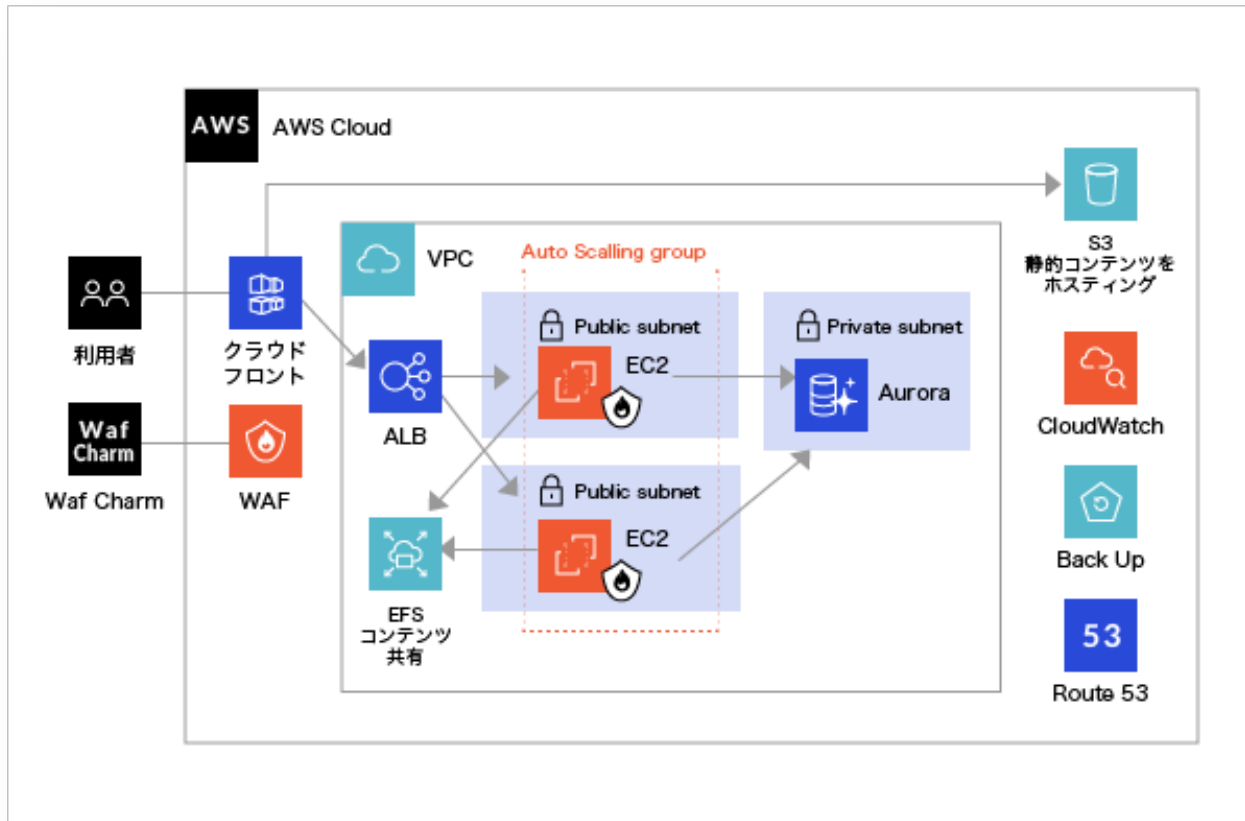 AWS
AWS Cloud
S3
静的コンテンツを
ホスティング
VPC
Auto Scalling group
Public subnet
EC2
Private subnet
Aurora
利用者
クラウド
フロント
ALB
CloudWatch
Waf
Charm
Waf Charm
WAF
Public subnet
EC2
EFS
コンテンツ
共有
Back Up
53
Route 53